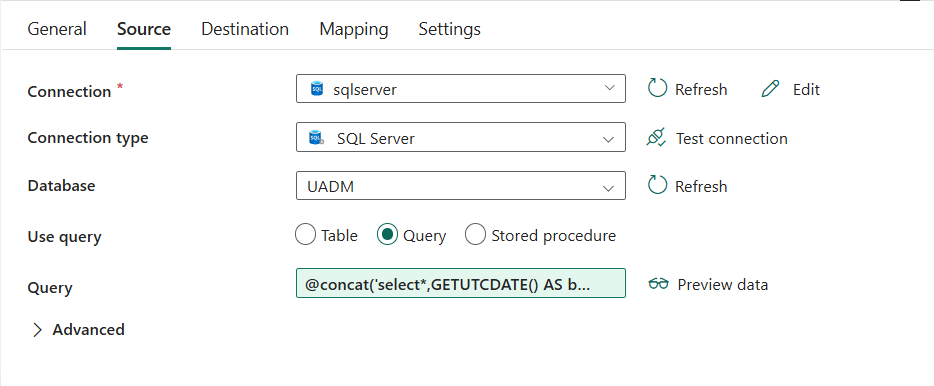 General Source Destination Mapping Settings
Connection * sqlserver Refresh Edit
Connection type SQL Server Test connection
Database UADM Refresh
Use query Table Query Stored procedure
Query @concat('select*,GETUTCDATE() AS b... Preview data
Advanced